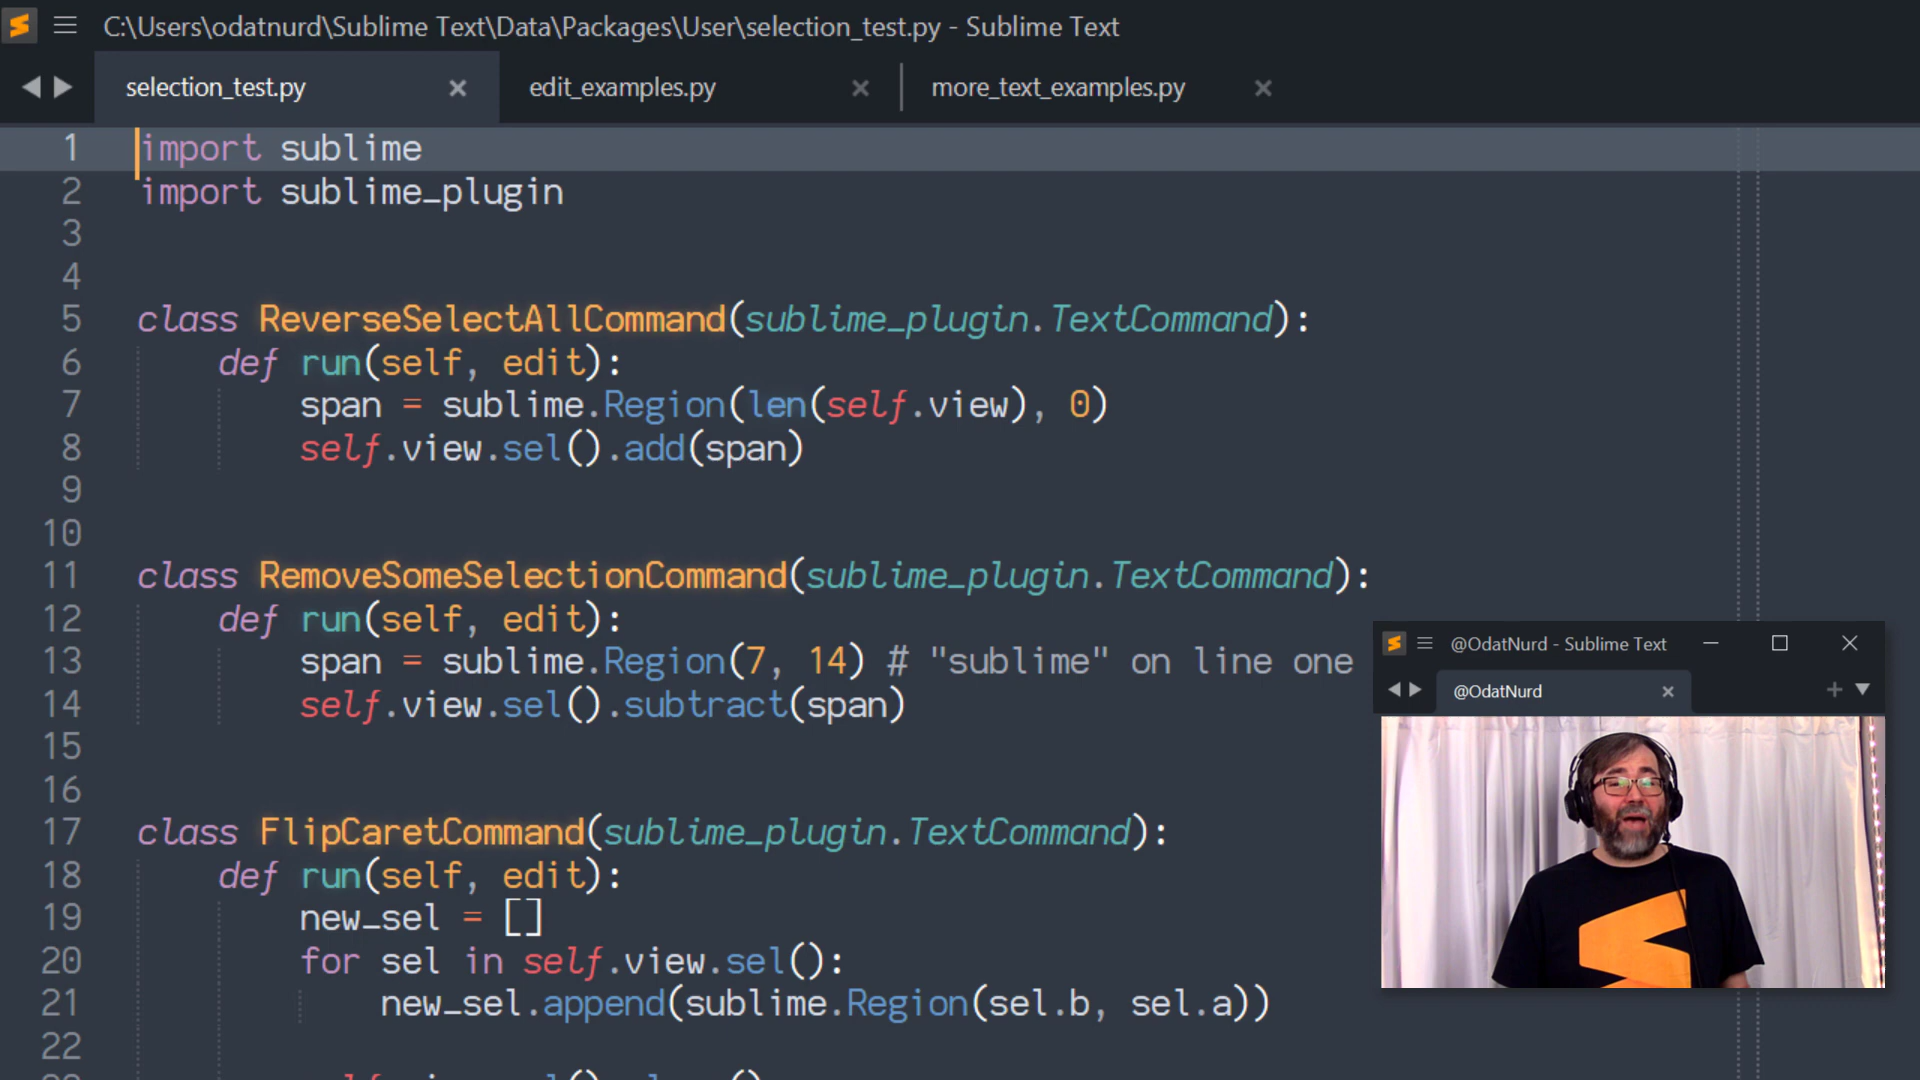 C:\Users\odatnurd\Sublime Text\Data\Packages\User\selection_test.py - Sublime Text
selection_test.py
edit_examples.py
more_text_examples.py
1 import sublime
2 import sublime_plugin
3
4
5 class ReverseSelectAllCommand(sublime_plugin.TextCommand):
6 def run(self, edit):
7 span = sublime.Region(len(self.view), 0)
8 self.view.sel().add(span)
9
10
11 class RemoveSomeSelectionCommand(sublime_plugin.TextCommand):
12 def run(self, edit):
13 span = sublime.Region(7, 14) # "sublime" on line one
14 self.view.sel().subtract(span)
15
16
17 class FlipCaretCommand(sublime_plugin.TextCommand):
18 def run(self, edit):
19 new_sel = []
20 for sel in self.view.sel():
21 new_sel.append(sublime.Region(sel.b, sel.a))
22
@OdatNurd - Sublime Text
@OdatNurd